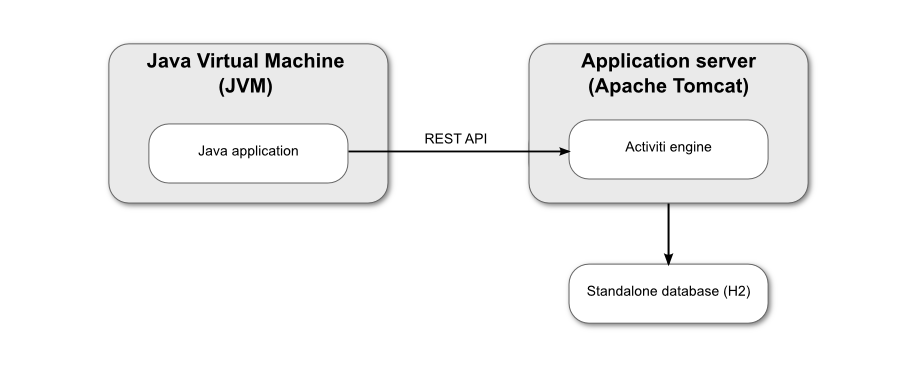 Java Virtual Machine
(JVM)
Java application
REST API
Application server
(Apache Tomcat)
Activiti engine
Standalone database (H2)